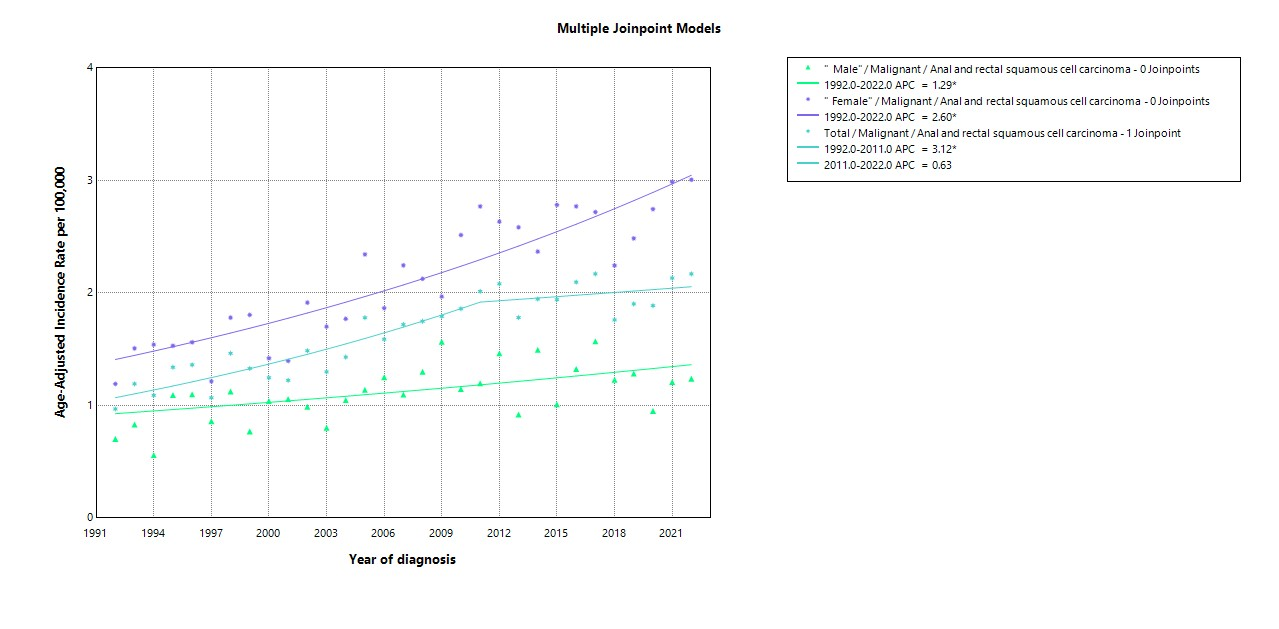 Multiple Joinpoint Models
" Male" / Malignant / Anal and rectal squamous cell carcinoma - 0 Joinpoints
1992.0-2022.0 APC = 1.29*
" Female" / Malignant / Anal and rectal squamous cell carcinoma - 0 Joinpoints
1992.0-2022.0 APC = 2.60*
Total / Malignant / Anal and rectal squamous cell carcinoma - 1 Joinpoint
1992.0-2011.0 APC = 3.12*
2011.0-2022.0 APC = 0.63
Age-Adjusted Incidence Rate per 100,000
4
3
2
1
0
1991 1994 1997 2000 2003 2006 2009 2012 2015 2018 2021
Year of diagnosis